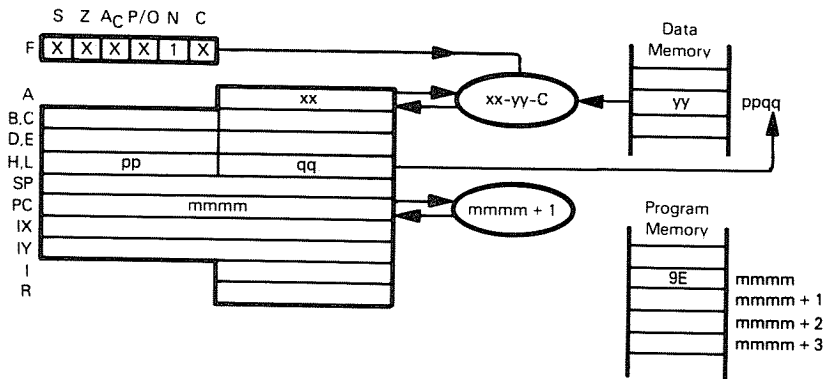 S Z AC P/O N C
F X X X X 1 X
Data
Memory
A xx
xx-yy-C
yy ppqq
B,C
D,E
H,L pp qq
SP
PC mmmm
mmmm + 1
IX
IY
I
R
Program
Memory
9E mmmm
mmmm + 1
mmmm + 2
mmmm + 3